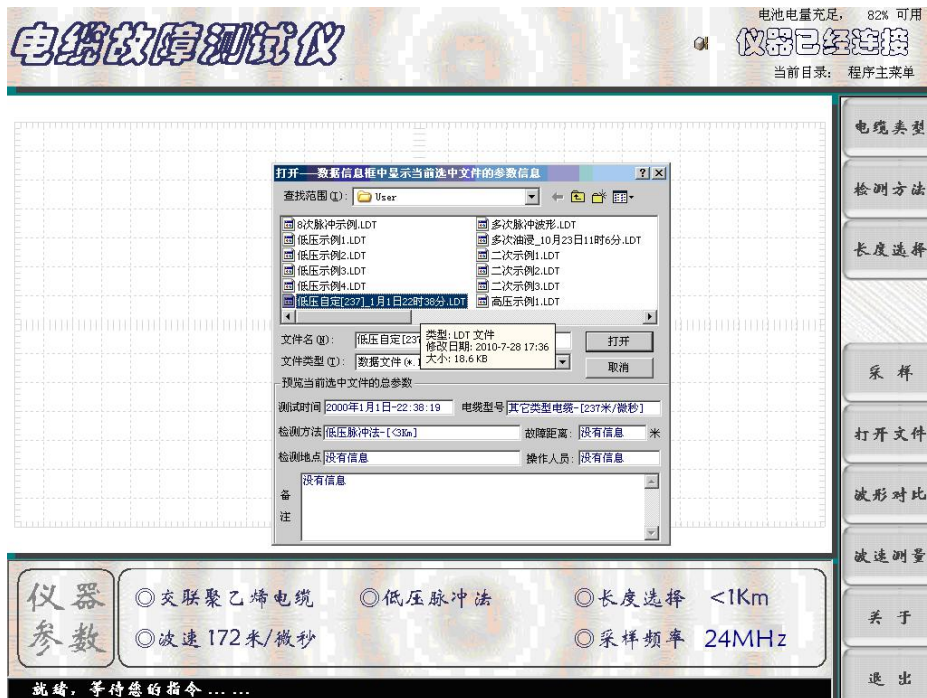 电缆故障测试仪
电池电量充足， 82% 可用
仪器已经连接
当前目录： 程序主菜单
电缆类型
检测方法
长度选择
采 样
打开文件
波形对比
波速测量
关 于
退 出
打开——数据信息框中显示当前选中文件的参数信息
查找范围(I)： User
8次脉冲示例.LDT
低压示例1.LDT
低压示例2.LDT
低压示例3.LDT
低压示例4.LDT
低压自定[237]_1月1日22时38分.LDT
多次脉冲波形.LDT
多次油浸_10月23日11时6分.LDT
二次示例1.LDT
二次示例2.LDT
二次示例3.LDT
高压示例1.LDT
文件名(N)： 低压自定[237 打开
类型: LDT 文件
修改日期: 2010-7-28 17:36
大小: 18.6 KB
文件类型(T)： 数据文件(*. 取消
预览当前选中文件的总参数
测试时间 2000年1月1日-22:38:19 电缆型号 其它类型电缆-[237米/微秒]
检测方法 低压脉冲法-[<3Km] 故障距离： 没有信息 米
检测地点 没有信息 操作人员： 没有信息
备注 没有信息
仪器参数
◎交联聚乙烯电缆 ◎低压脉冲法 ◎长度选择 <1Km
◎波速 172米/微秒 ◎采样频率 24MHz
就绪，等待您的指令......